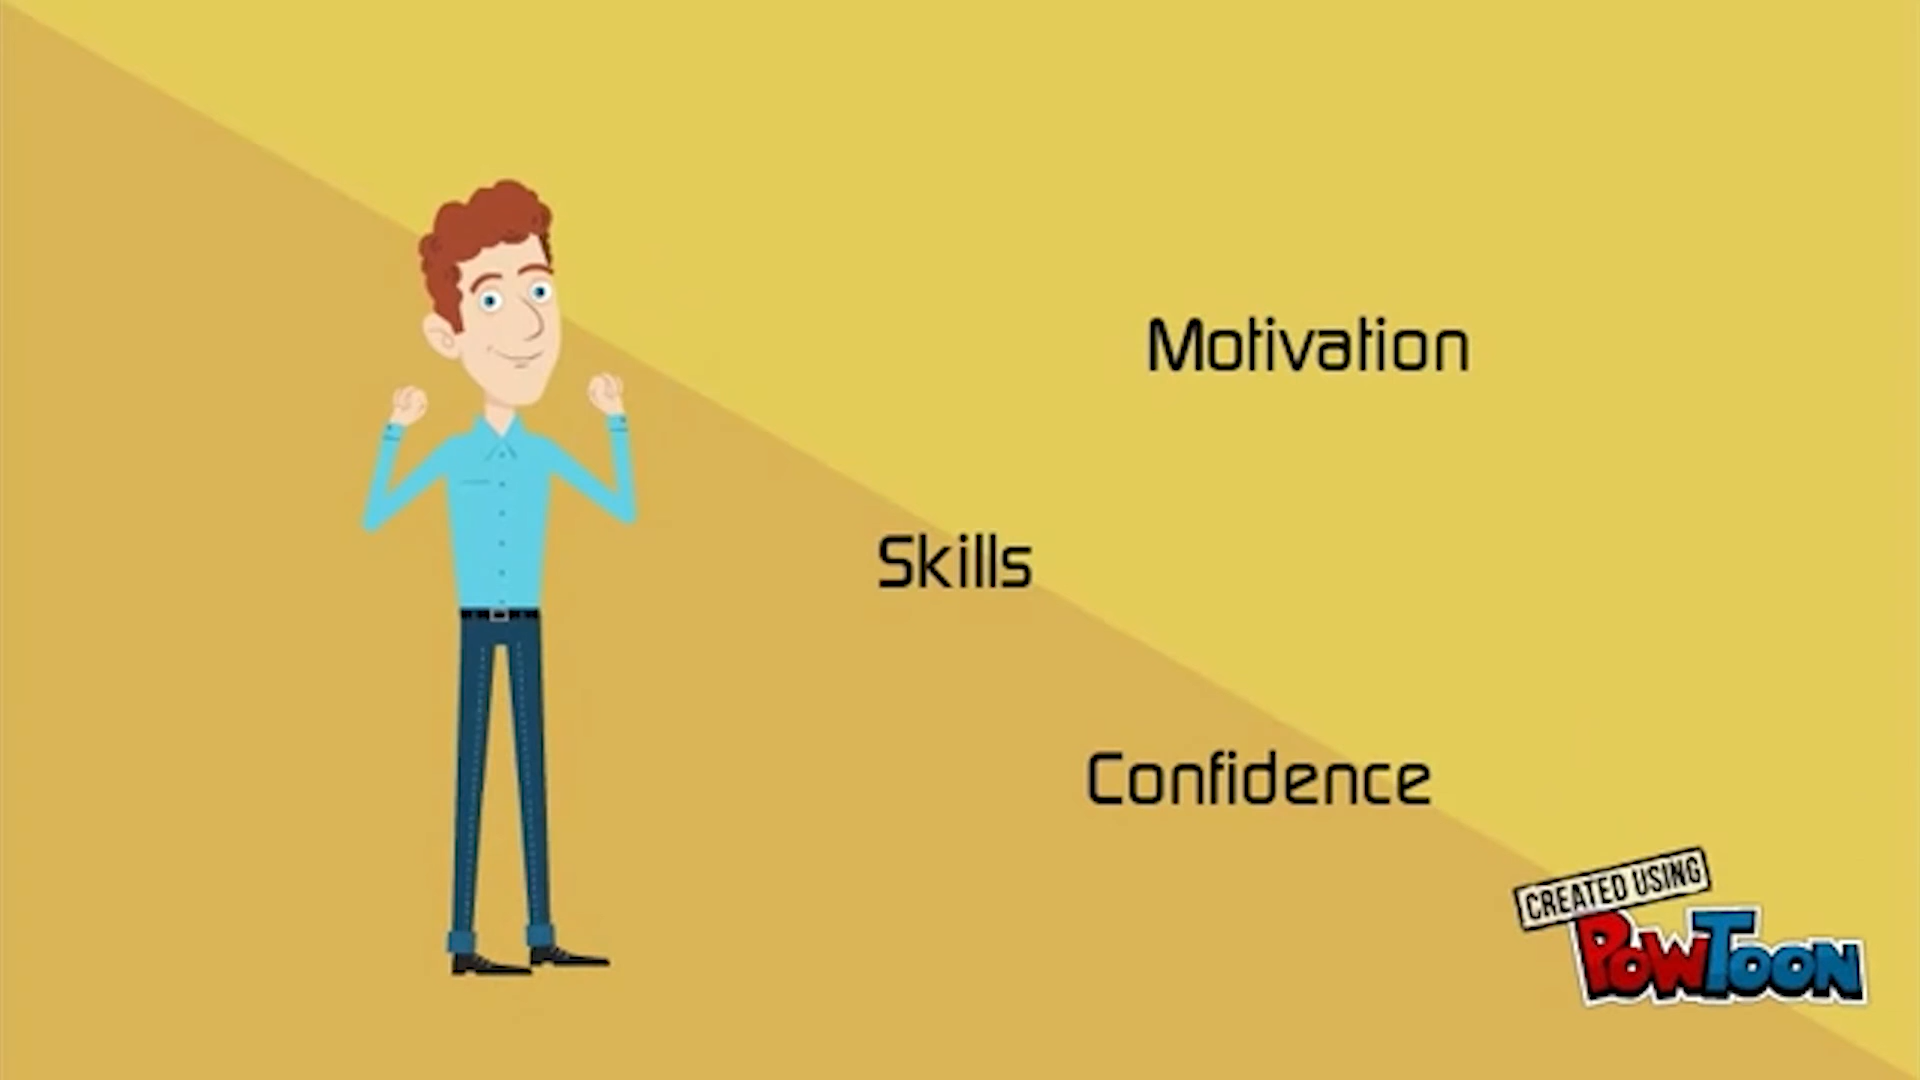 Motivation
Skills
Confidence
CREATED USING
POWTOON